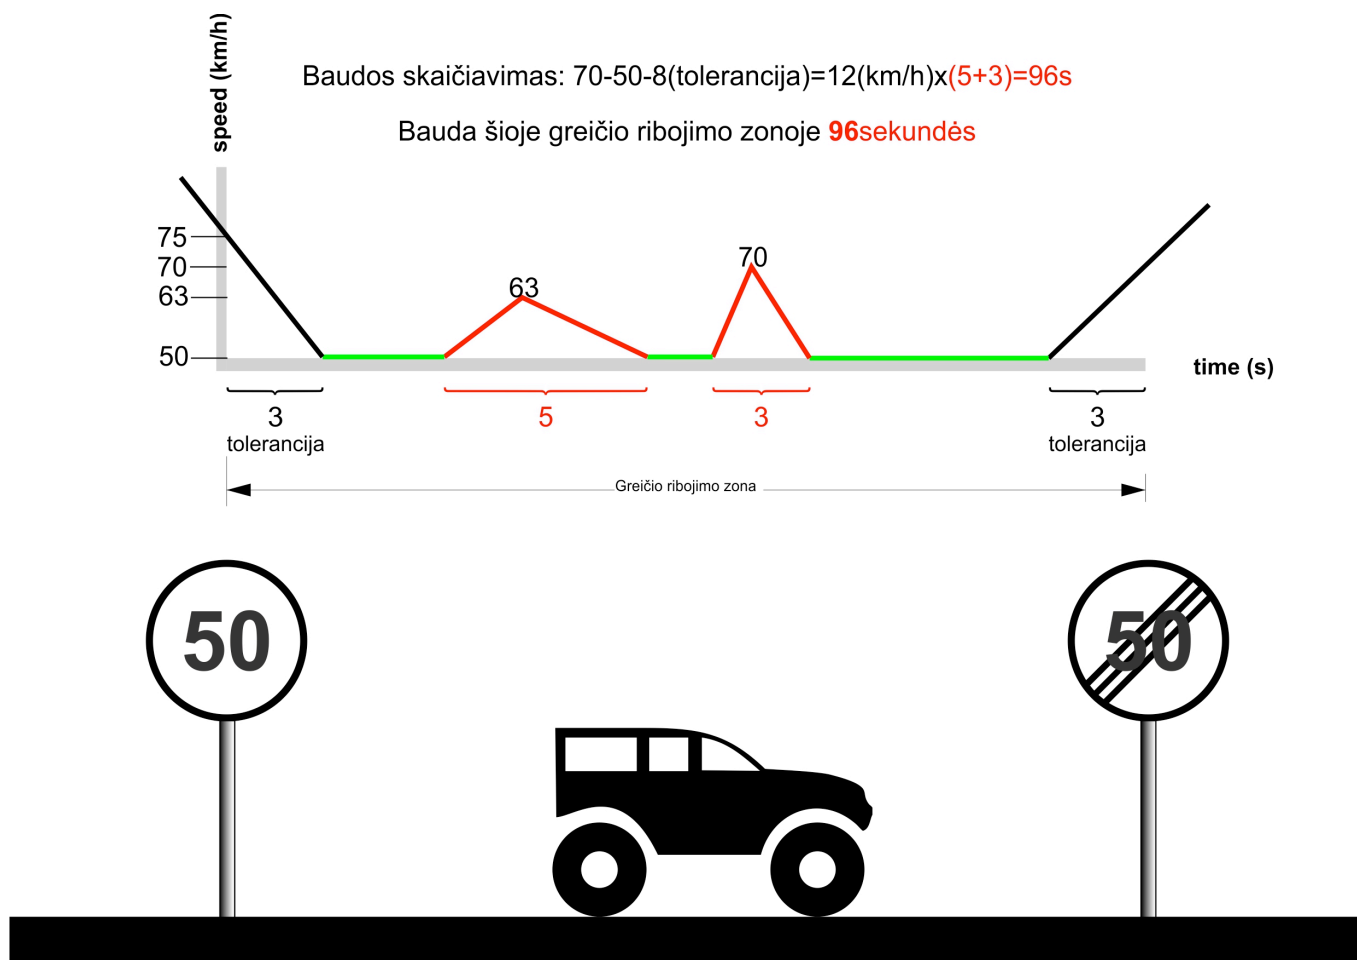 speed (km/h)
Baudos skaičiavimas: 70-50-8(tolerancija)=12(km/h)x(5+3)=96s
Bauda šioje greičio ribojimo zonoje 96sekundės
75
70
63
50
63
70
time (s)
3
tolerancija
5
3
3
tolerancija
Greičio ribojimo zona
50
50